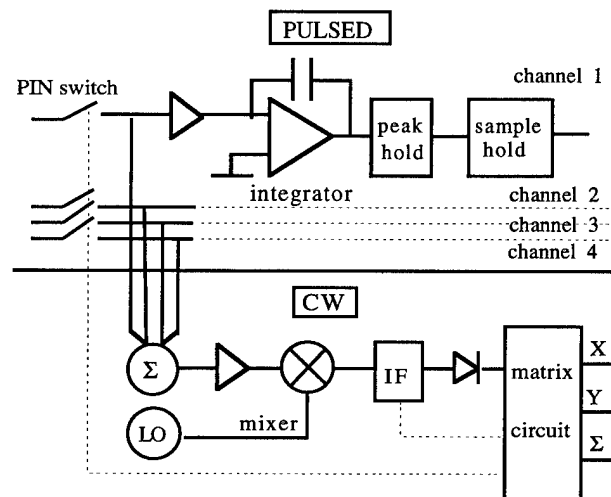 PULSED
PIN switch
channel 1
peak
hold
sample
hold
integrator
channel 2
channel 3
channel 4
CW
Σ
IF
matrix
circuit
X
Y
Σ
LO
mixer